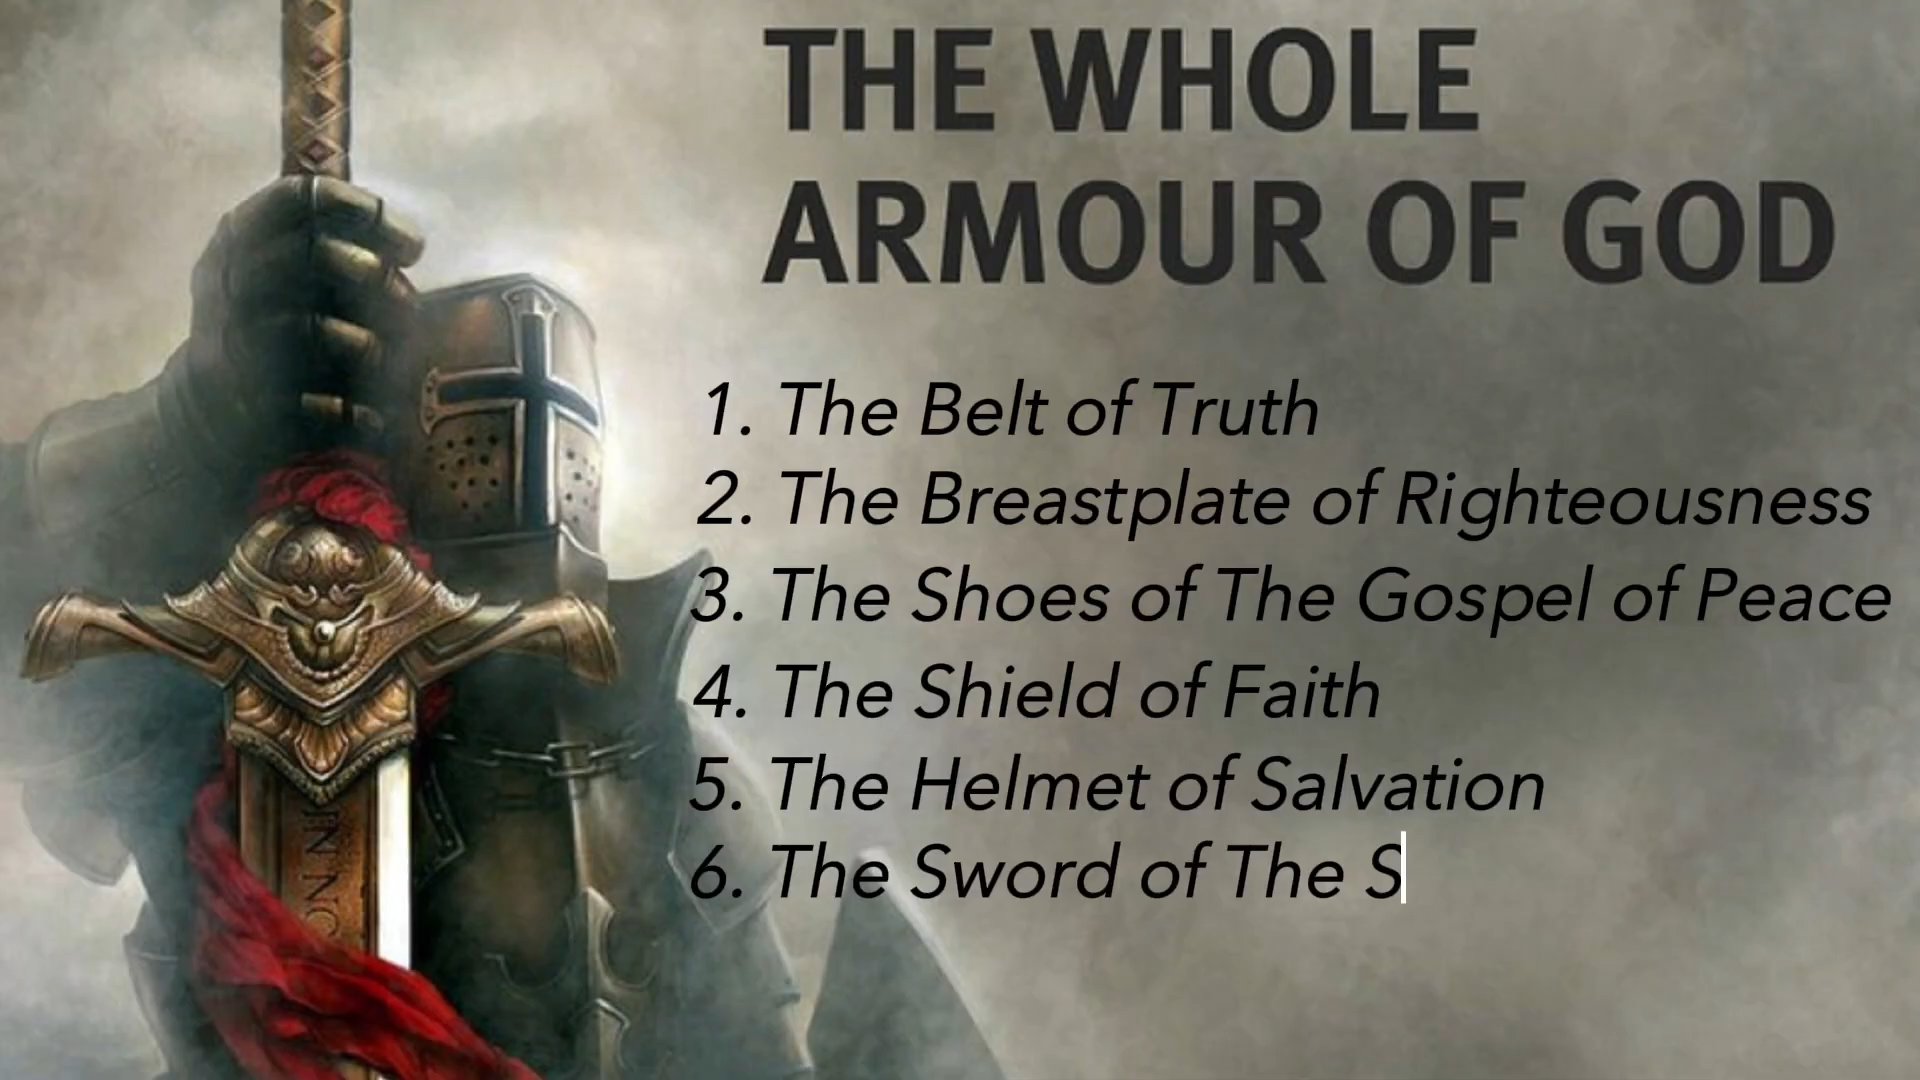 THE WHOLE
ARMOUR OF GOD
1. The Belt of Truth
2. The Breastplate of Righteousness
3. The Shoes of The Gospel of Peace
4. The Shield of Faith
5. The Helmet of Salvation
6. The Sword of The S
IN